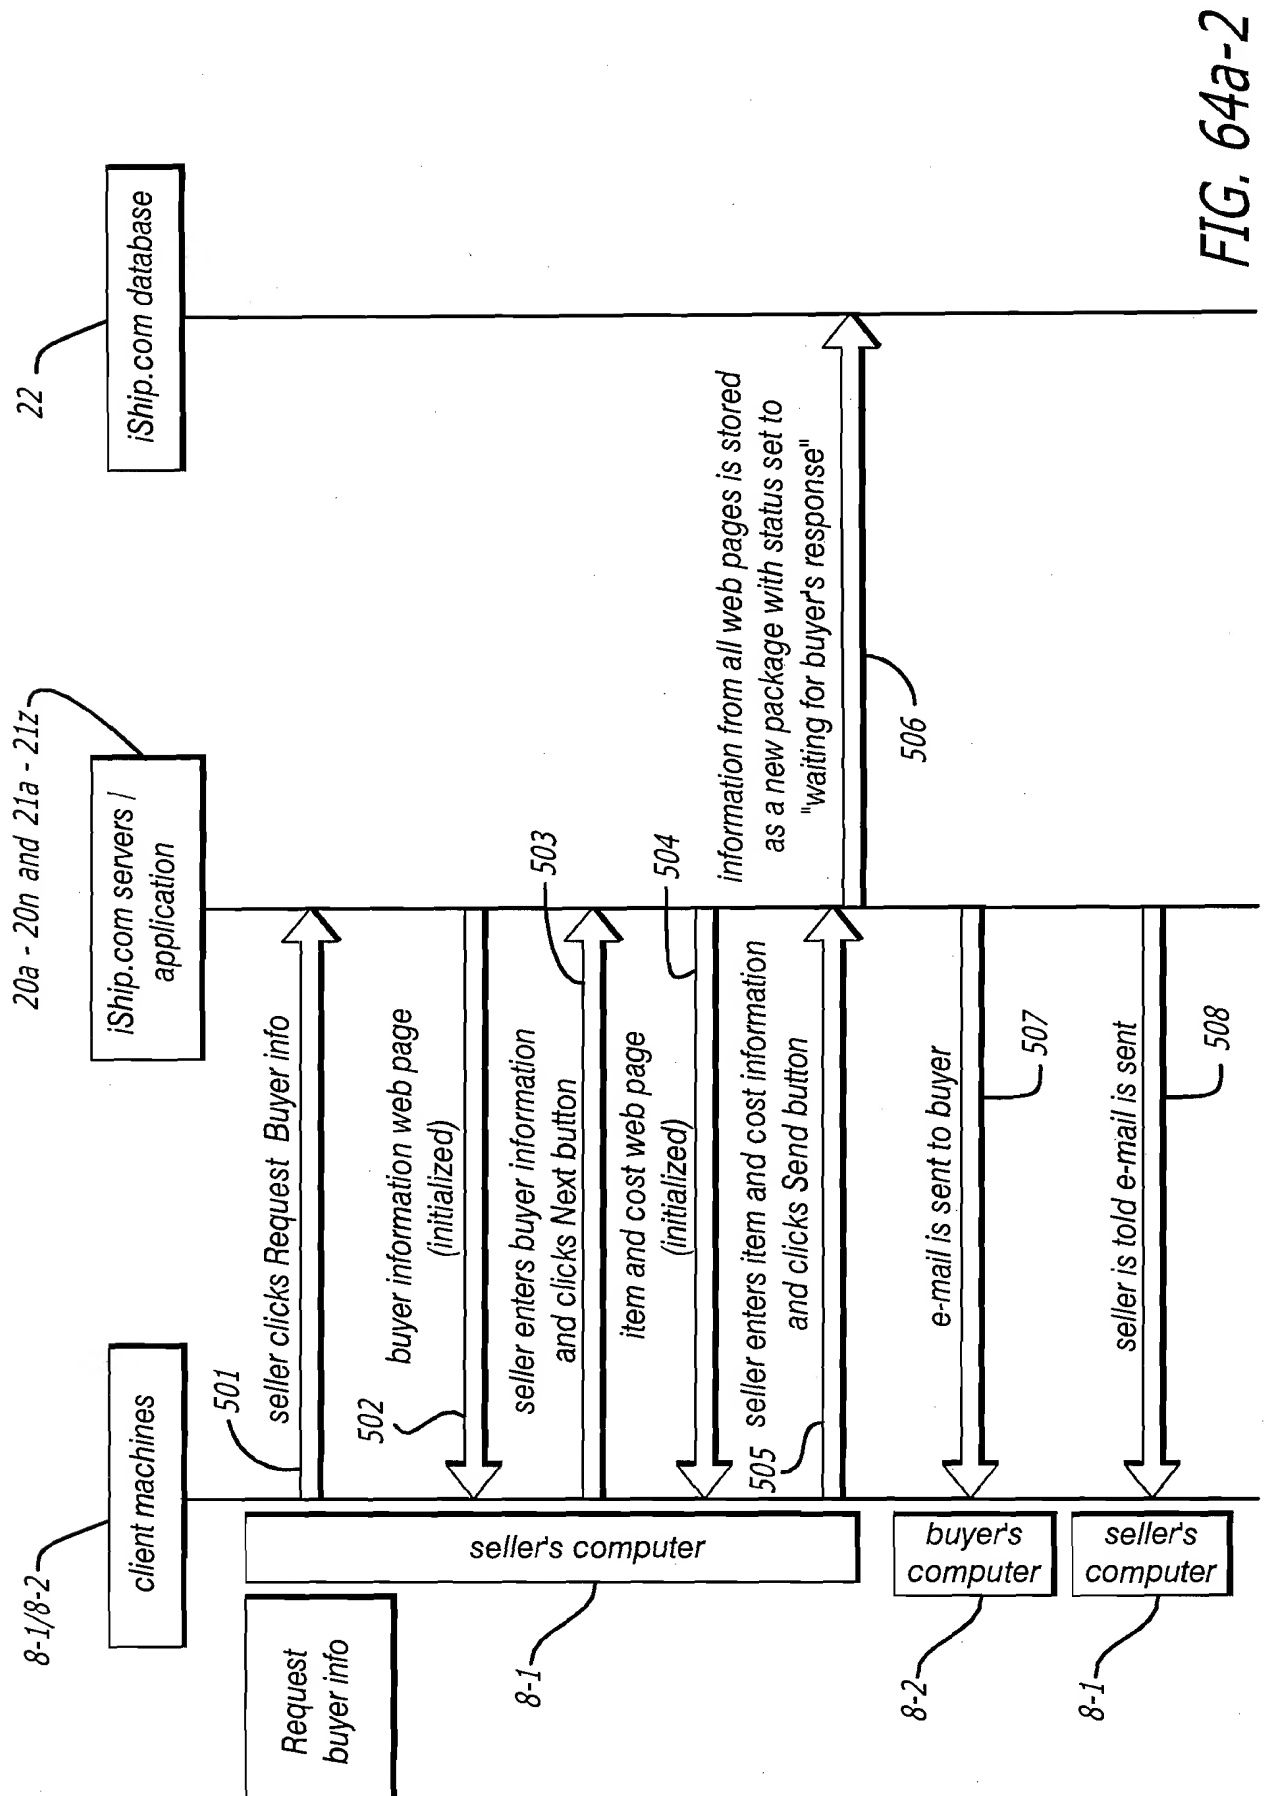 8-1/8-2
client machines
20a - 20n and 21a - 21z
iShip.com servers /
application
22
iShip.com database
Request
buyer info
seller's computer
8-1
501
seller clicks Request Buyer info
502
buyer information web page
(initialized)
503
seller enters buyer information
and clicks Next button
504
item and cost web page
(initialized)
505
seller enters item and cost information
and clicks Send button
information from all web pages is stored
as a new package with status set to
"waiting for buyer's response"
506
buyer's
computer
8-2
e-mail is sent to buyer
507
seller's
computer
8-1
seller is told e-mail is sent
508
FIG. 64a-2